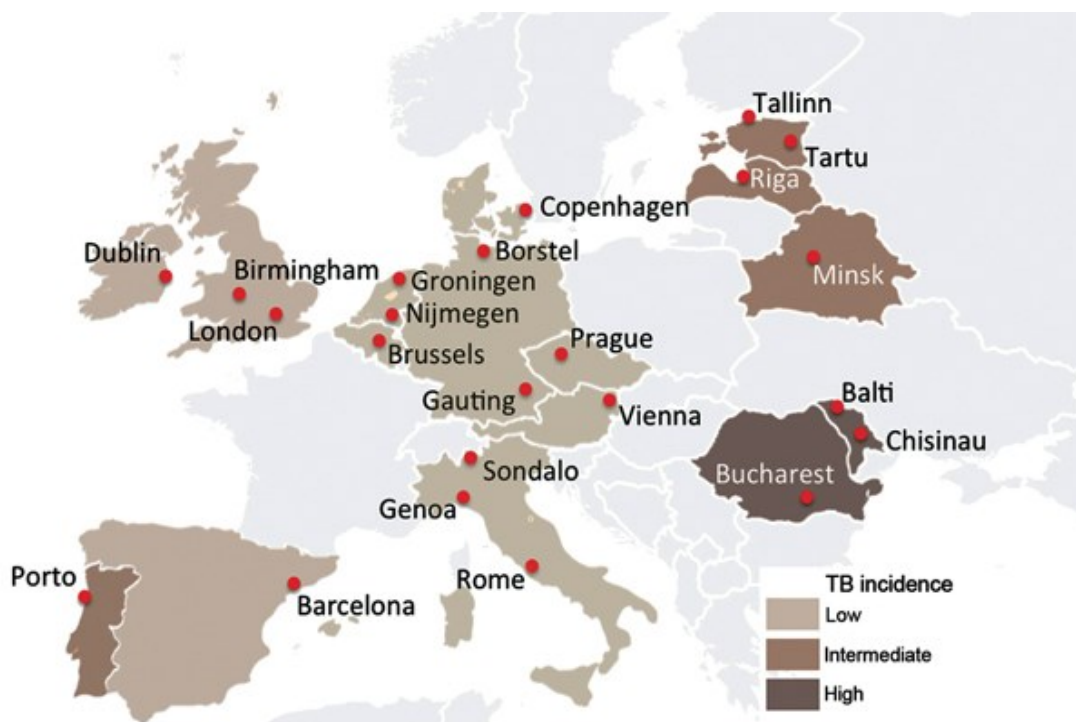 Tallinn
Tartu
Riga
Copenhagen
Dublin
Borstel
Birmingham
Groningen
Minsk
Nijmegen
London
Prague
Brussels
Balti
Gauting
Vienna
Chisinau
Sondalo
Bucharest
Genoa
Porto
Rome
Barcelona
TB incidence
Low
Intermediate
High